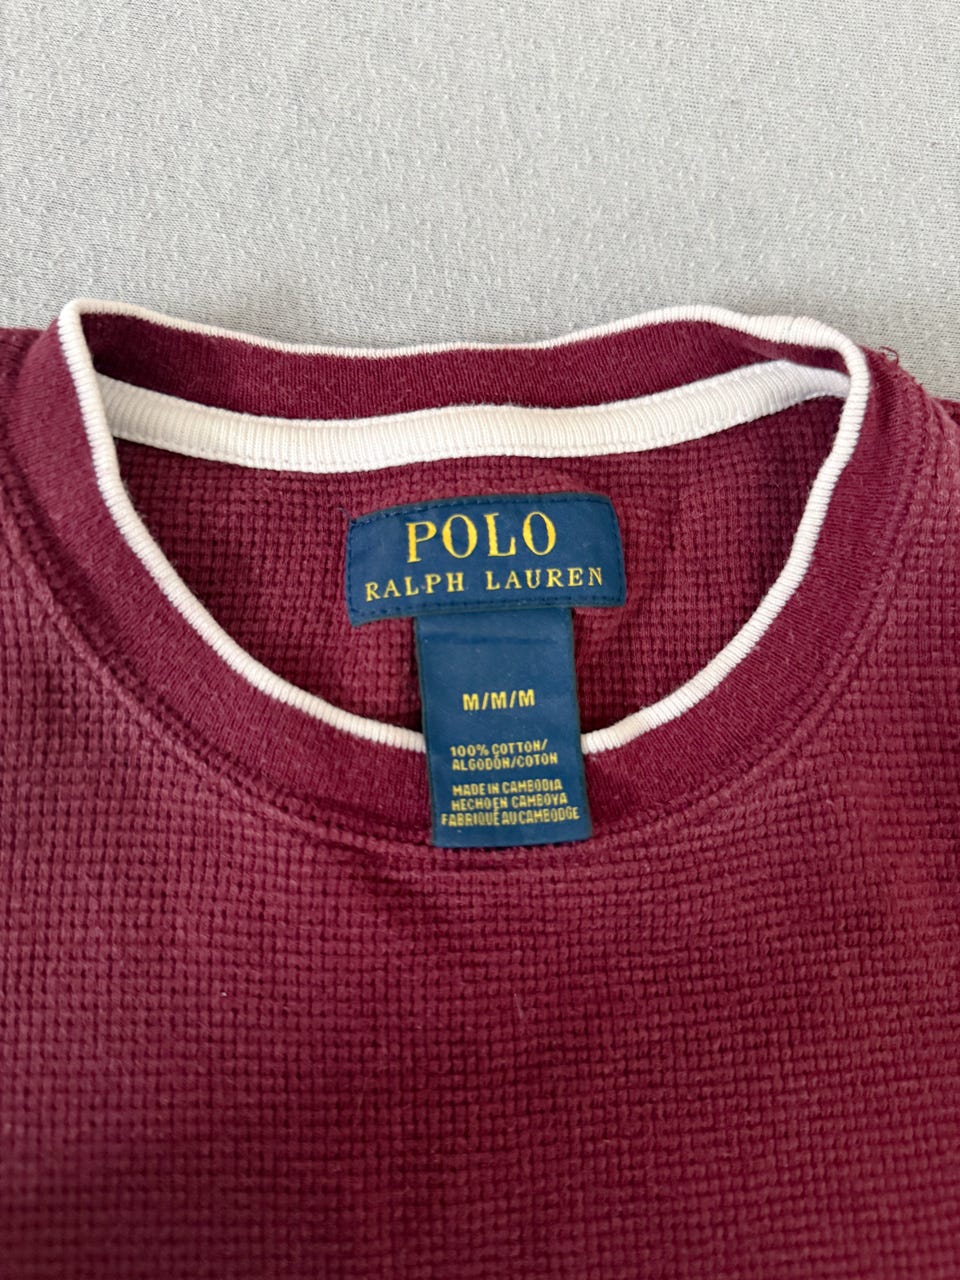 POLO
RALPH LAUREN
M/M/M
100% COTTON/
ALGODÓN/COTON
MADE IN CAMBODIA
HECHO EN CAMBOYA
FABRIQUÉ AU CAMBODGE